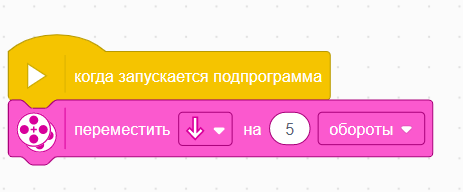 когда запускается подпрограмма
переместить на 5 обороты